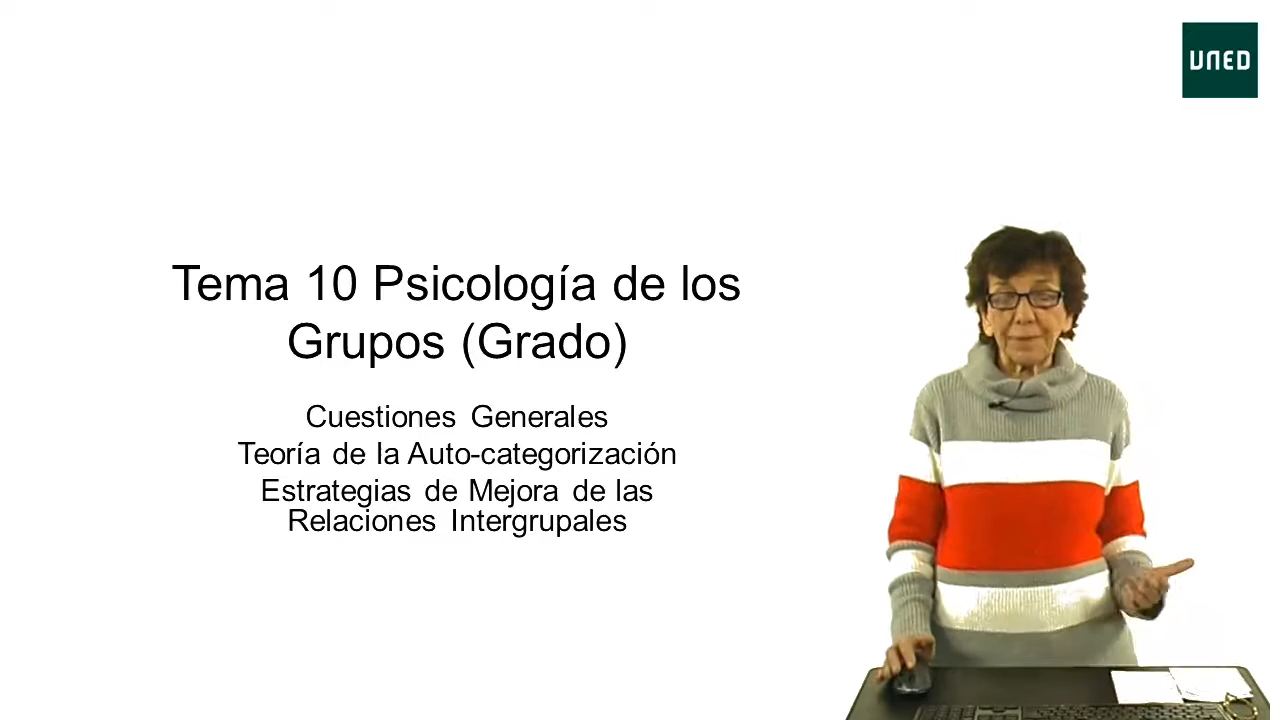 UNED
Tema 10 Psicología de los
Grupos (Grado)
Cuestiones Generales
Teoría de la Auto-categorización
Estrategias de Mejora de las
Relaciones Intergrupales